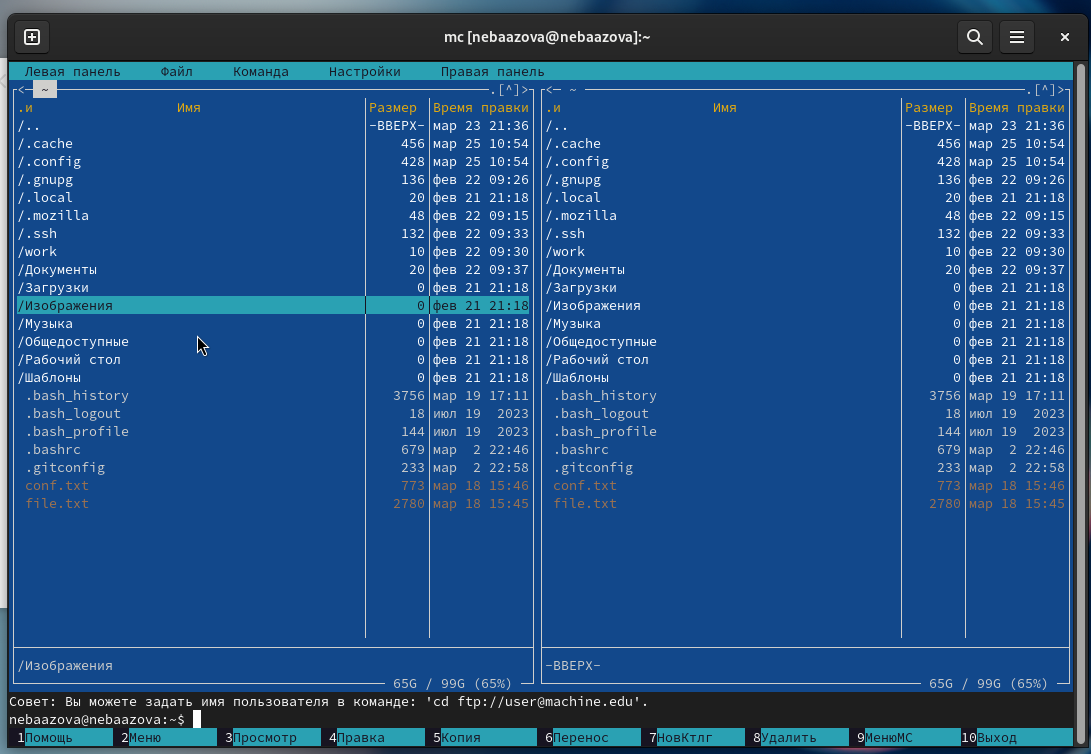 mc [nebaazova@nebaazova]:~
Левая панель Файл Команда Настройки Правая панель
<─ ~ .[^]> <─ ~ .[^]>
.и Имя Размер Время правки .и Имя Размер Время правки
/.. -ВВЕРХ- мар 23 21:36 /.. -ВВЕРХ- мар 23 21:36
/.cache 456 мар 25 10:54 /.cache 456 мар 25 10:54
/.config 428 мар 25 10:54 /.config 428 мар 25 10:54
/.gnupg 136 фев 22 09:26 /.gnupg 136 фев 22 09:26
/.local 20 фев 21 21:18 /.local 20 фев 21 21:18
/.mozilla 48 фев 22 09:15 /.mozilla 48 фев 22 09:15
/.ssh 132 фев 22 09:33 /.ssh 132 фев 22 09:33
/work 10 фев 22 09:30 /work 10 фев 22 09:30
/Документы 20 фев 22 09:37 /Документы 20 фев 22 09:37
/Загрузки 0 фев 21 21:18 /Загрузки 0 фев 21 21:18
/Изображения 0 фев 21 21:18 /Изображения 0 фев 21 21:18
/Музыка 0 фев 21 21:18 /Музыка 0 фев 21 21:18
/Общедоступные 0 фев 21 21:18 /Общедоступные 0 фев 21 21:18
/Рабочий стол 0 фев 21 21:18 /Рабочий стол 0 фев 21 21:18
/Шаблоны 0 фев 21 21:18 /Шаблоны 0 фев 21 21:18
.bash_history 3756 мар 19 17:11 .bash_history 3756 мар 19 17:11
.bash_logout 18 июл 19 2023 .bash_logout 18 июл 19 2023
.bash_profile 144 июл 19 2023 .bash_profile 144 июл 19 2023
.bashrc 679 мар 2 22:46 .bashrc 679 мар 2 22:46
.gitconfig 233 мар 2 22:58 .gitconfig 233 мар 2 22:58
conf.txt 773 мар 18 15:46 conf.txt 773 мар 18 15:46
file.txt 2780 мар 18 15:45 file.txt 2780 мар 18 15:45
/Изображения -ВВЕРХ-
65G / 99G (65%) 65G / 99G (65%)
Совет: Вы можете задать имя пользователя в команде: 'cd ftp://user@machine.edu'.
nebaazova@nebaazova:~$
1Помощь 2Меню 3Просмотр 4Правка 5Копия 6Перенос 7НовКтлг 8Удалить 9МенюMC 10Выход